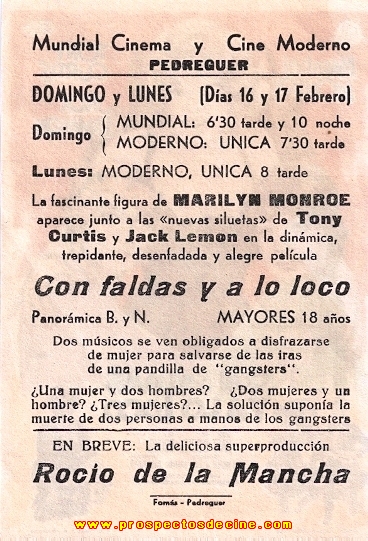 Mundial Cinema y Cine Moderno
PEDREGUER
DOMINGO y LUNES (Días 16 y 17 Febrero)
Domingo { MUNDIAL: 6'30 tarde y 10 noche
MODERNO: UNICA 7'30 tarde
Lunes: MODERNO, UNICA 8 tarde
La fascinante figura de MARILYN MONROE
aparece junto a las «nuevas siluetas» de Tony
Curtis y Jack Lemon en la dinámica,
trepidante, desenfadada y alegre película
Con faldas y a lo loco
Panorámica B. y N. MAYORES 18 años
Dos músicos se ven obligados a disfrazarse
de mujer para salvarse de las iras
de una pandilla de "gangsters".
¿Una mujer y dos hombres? ¿Dos mujeres y un
hombre? ¿Tres mujeres?... La solución suponía la
muerte de dos personas a manos de los gangsters
EN BREVE: La deliciosa superproducción
Rocio de la Mancha
Fomás - Pedreguer
www.prospectosdecine.com